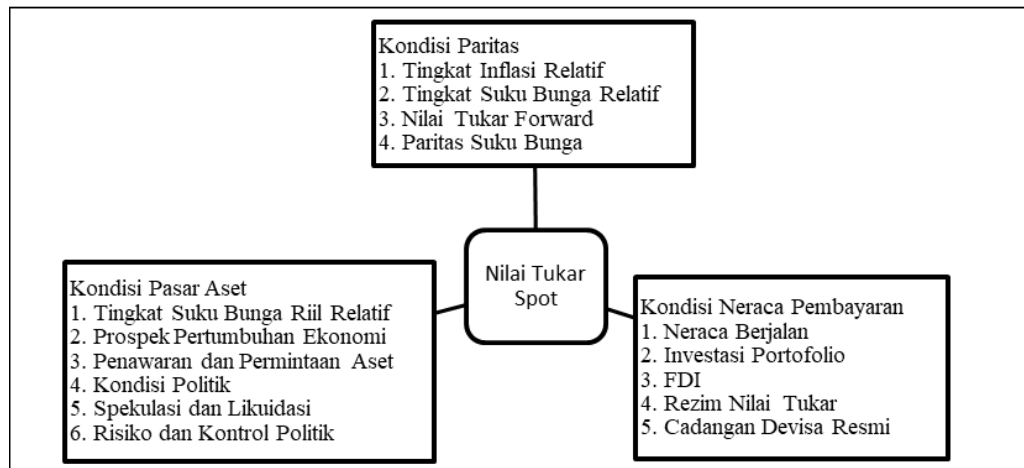 Kondisi Paritas
1. Tingkat Inflasi Relatif
2. Tingkat Suku Bunga Relatif
3. Nilai Tukar Forward
4. Paritas Suku Bunga
Nilai Tukar
Spot
Kondisi Pasar Aset
1. Tingkat Suku Bunga Riil Relatif
2. Prospek Pertumbuhan Ekonomi
3. Penawaran dan Permintaan Aset
4. Kondisi Politik
5. Spekulasi dan Likuidasi
6. Risiko dan Kontrol Politik
Kondisi Neraca Pembayaran
1. Neraca Berjalan
2. Investasi Portofolio
3. FDI
4. Rezim Nilai Tukar
5. Cadangan Devisa Resmi